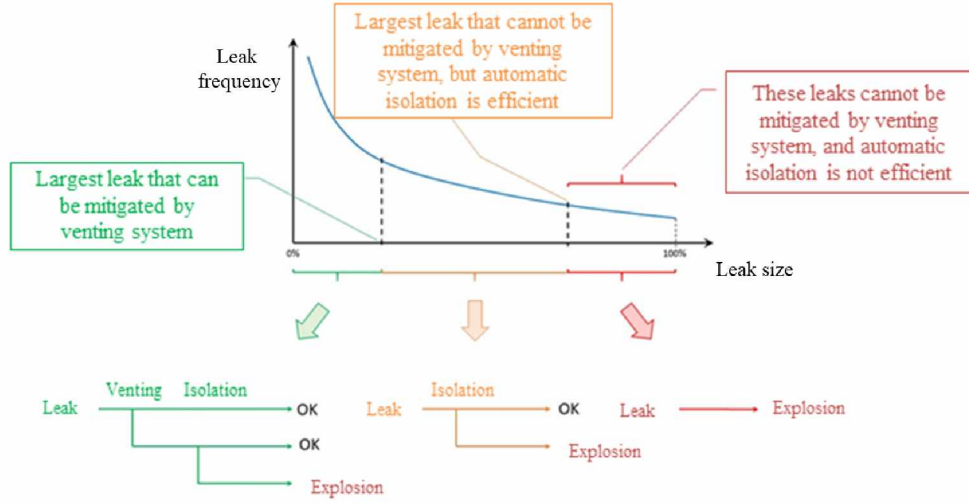 Largest leak that cannot be
mitigated by venting
system, but automatic
isolation is efficient
Leak
frequency
These leaks cannot be
mitigated by venting
system, and automatic
isolation is not efficient
Largest leak that can
be mitigated by
venting system
0%
100%
Leak size
Venting
Isolation
Leak
OK
OK
Explosion
Isolation
Leak
OK
Explosion
Leak
Explosion